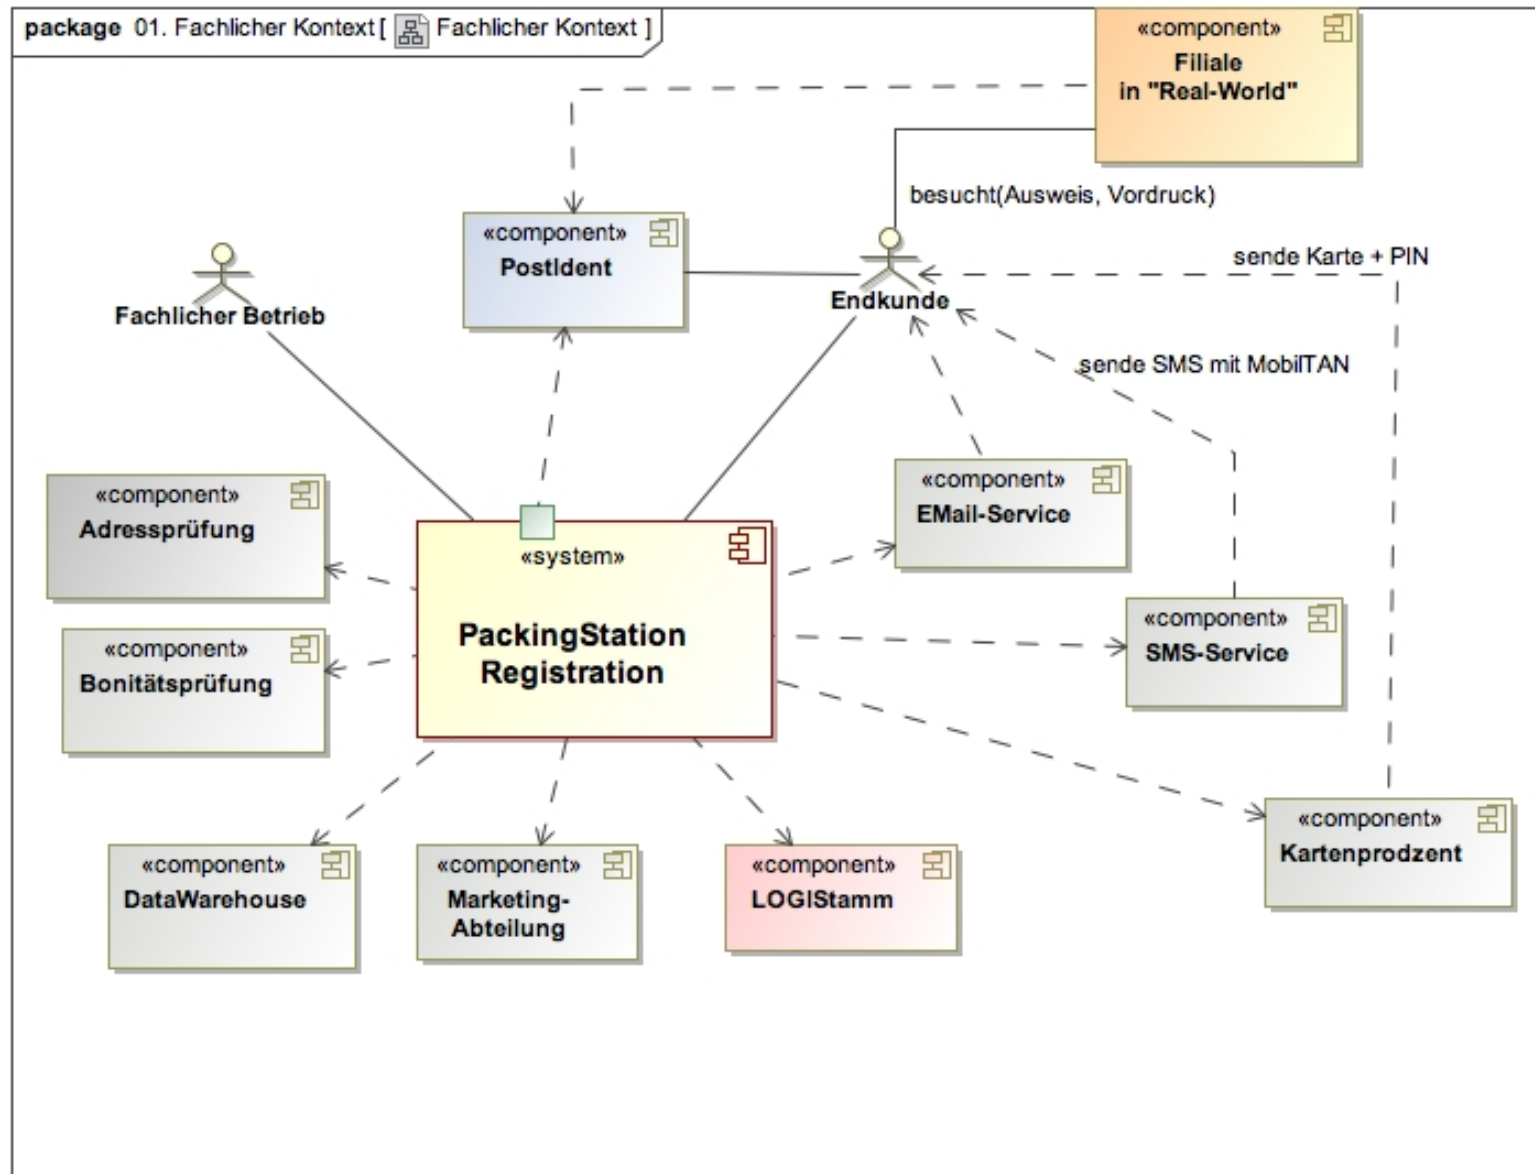 package 01. Fachlicher Kontext [ Fachlicher Kontext ]
«component»
Filiale
in "Real-World"
besucht(Ausweis, Vordruck)
«component»
PostIdent
sende Karte + PIN
Endkunde
Fachlicher Betrieb
sende SMS mit MobilTAN
«component»
EMail-Service
«component»
Adressprüfung
«system»
PackingStation
Registration
«component»
SMS-Service
«component»
Bonitätsprüfung
«component»
Kartenprodzent
«component»
DataWarehouse
«component»
Marketing-
Abteilung
«component»
LOGIStamm